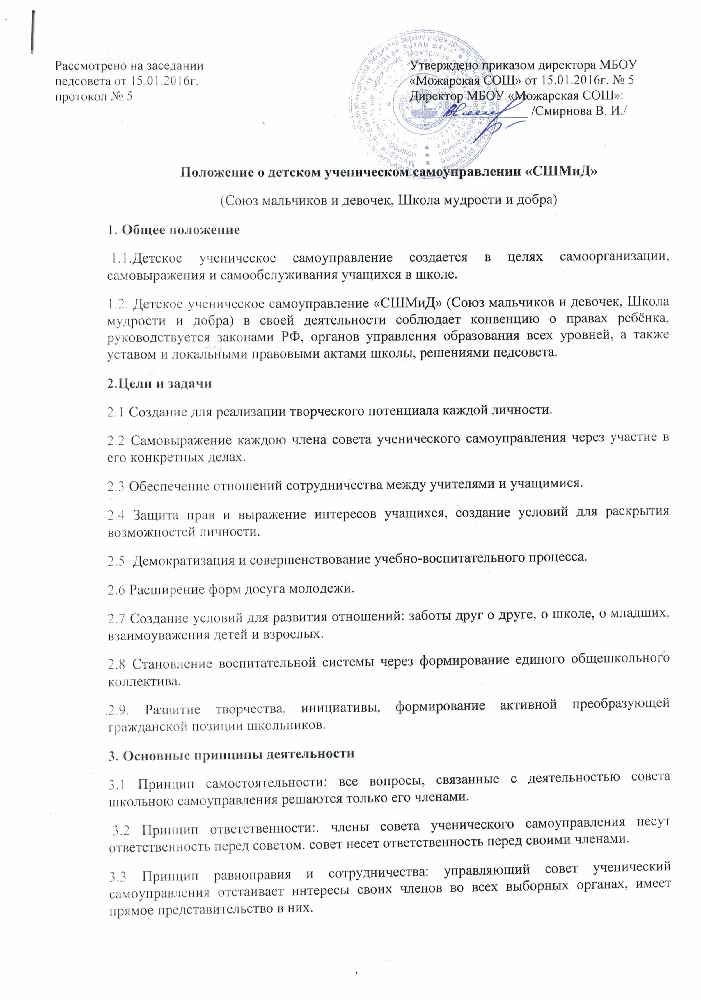 Рассмотрено на заседании
педсовета от 15.01.2016г.
протокол № 5
Утверждено приказом директора МБОУ
«Можарская СОШ» от 15.01.2016г. № 5
Директор МБОУ «Можарская СОШ»:
/Смирнова В. И./
Положение о детском ученическом самоуправлении «СШМиД»
(Союз мальчиков и девочек, Школа мудрости и добра)
1. Общее положение
1.1.Детское ученическое самоуправление создается в целях самоорганизации,
самовыражения и самообслуживания учащихся в школе.
1.2. Детское ученическое самоуправление «СШМиД» (Союз мальчиков и девочек, Школа
мудрости и добра) в своей деятельности соблюдает конвенцию о правах ребёнка,
руководствуется законами РФ, органов управления образования всех уровней, а также
уставом и локальными правовыми актами школы, решениями педсовета.
2.Цели и задачи
2.1 Создание для реализации творческого потенциала каждой личности.
2.2 Самовыражение каждою члена совета ученического самоуправления через участие в
его конкретных делах.
2.3 Обеспечение отношений сотрудничества между учителями и учащимися.
2.4 Защита прав и выражение интересов учащихся, создание условий для раскрытия
возможностей личности.
2.5 Демократизация и совершенствование учебно-воспитательного процесса.
2.6 Расширение форм досуга молодежи.
2.7 Создание условий для развития отношений: заботы друг о друге, о школе, о младших,
взаимоуважения детей и взрослых.
2.8 Становление воспитательной системы через формирование единого общешкольного
коллектива.
2.9. Развитие творчества, инициативы, формирование активной преобразующей
гражданской позиции школьников.
3. Основные принципы деятельности
3.1 Принцип самостоятельности: все вопросы, связанные с деятельностью совета
школьною самоуправления решаются только его членами.
3.2 Принцип ответственности:. члены совета ученического самоуправления несут
ответственность перед советом. совет несет ответственность перед своими членами.
3.3 Принцип равноправия и сотрудничества: управляющий совет ученический
самоуправления отстаивает интересы своих членов во всех выборных органах, имеет
прямое представительство в них.